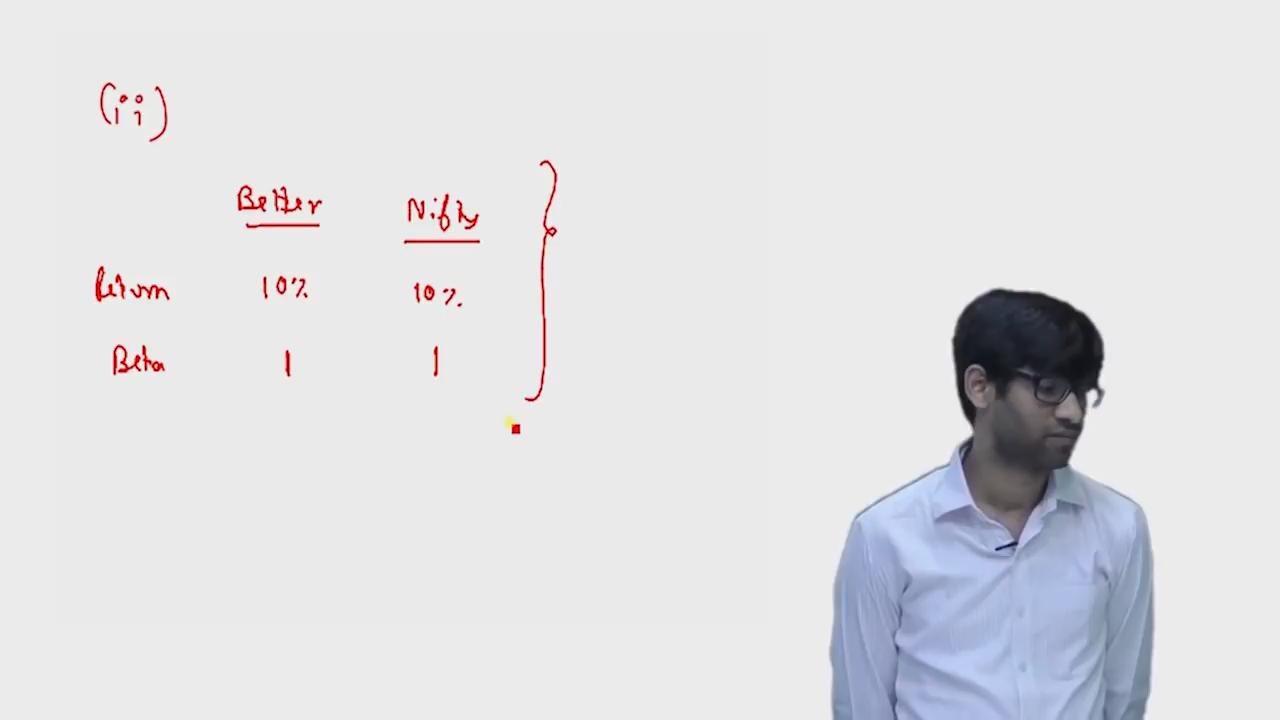 (ii)
Better Nifty
Return 10% 10%
Beta 1 1